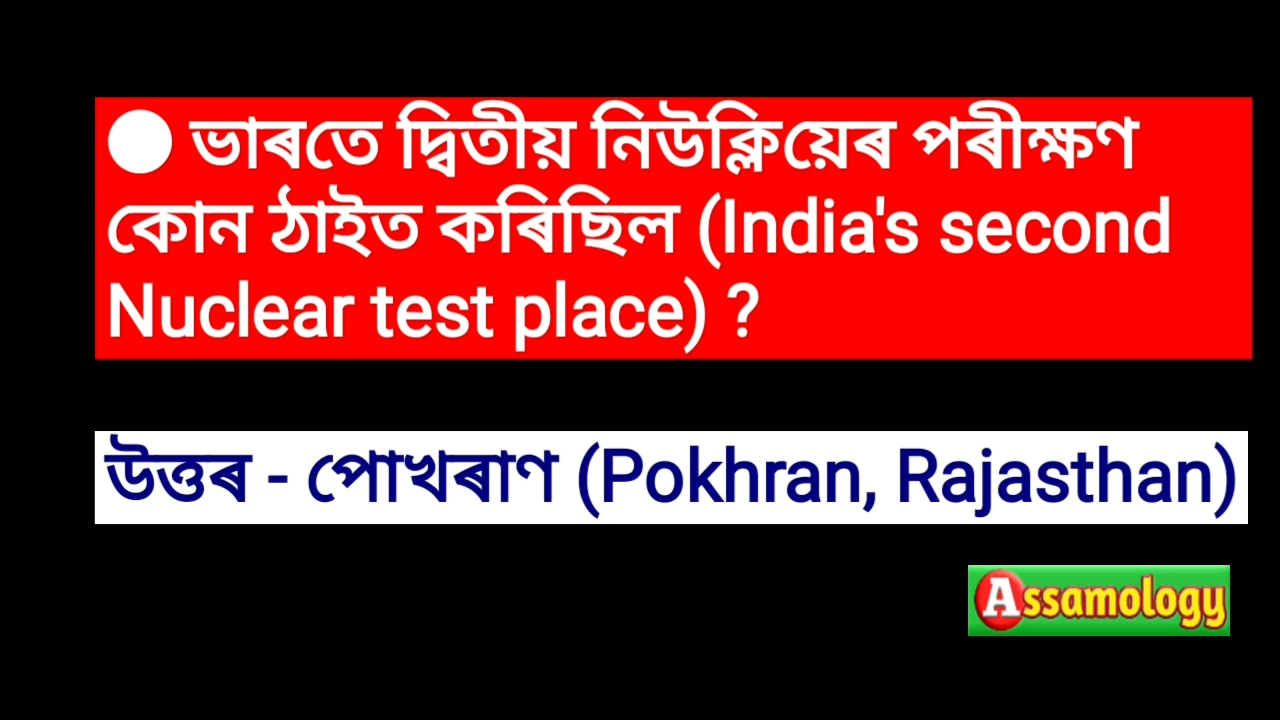 ● ভাৰতে দ্বিতীয় নিউক্লিয়েৰ পৰীক্ষণ
কোন ঠাইত কৰিছিল (India's second
Nuclear test place) ?
উত্তৰ - পোখৰাণ (Pokhran, Rajasthan)
Assamology